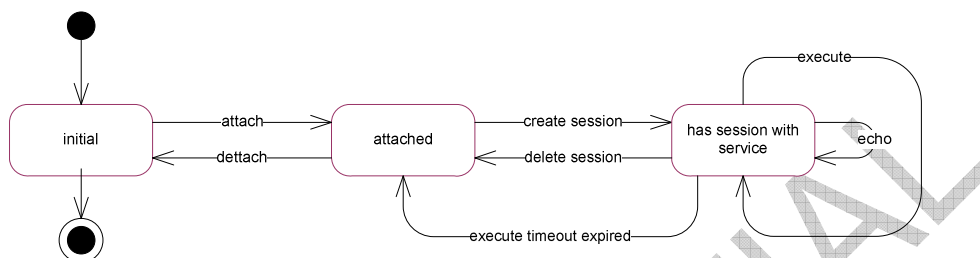 execute
attach
create session
initial
attached
has session with
service
echo
dettach
delete session
execute timeout expired